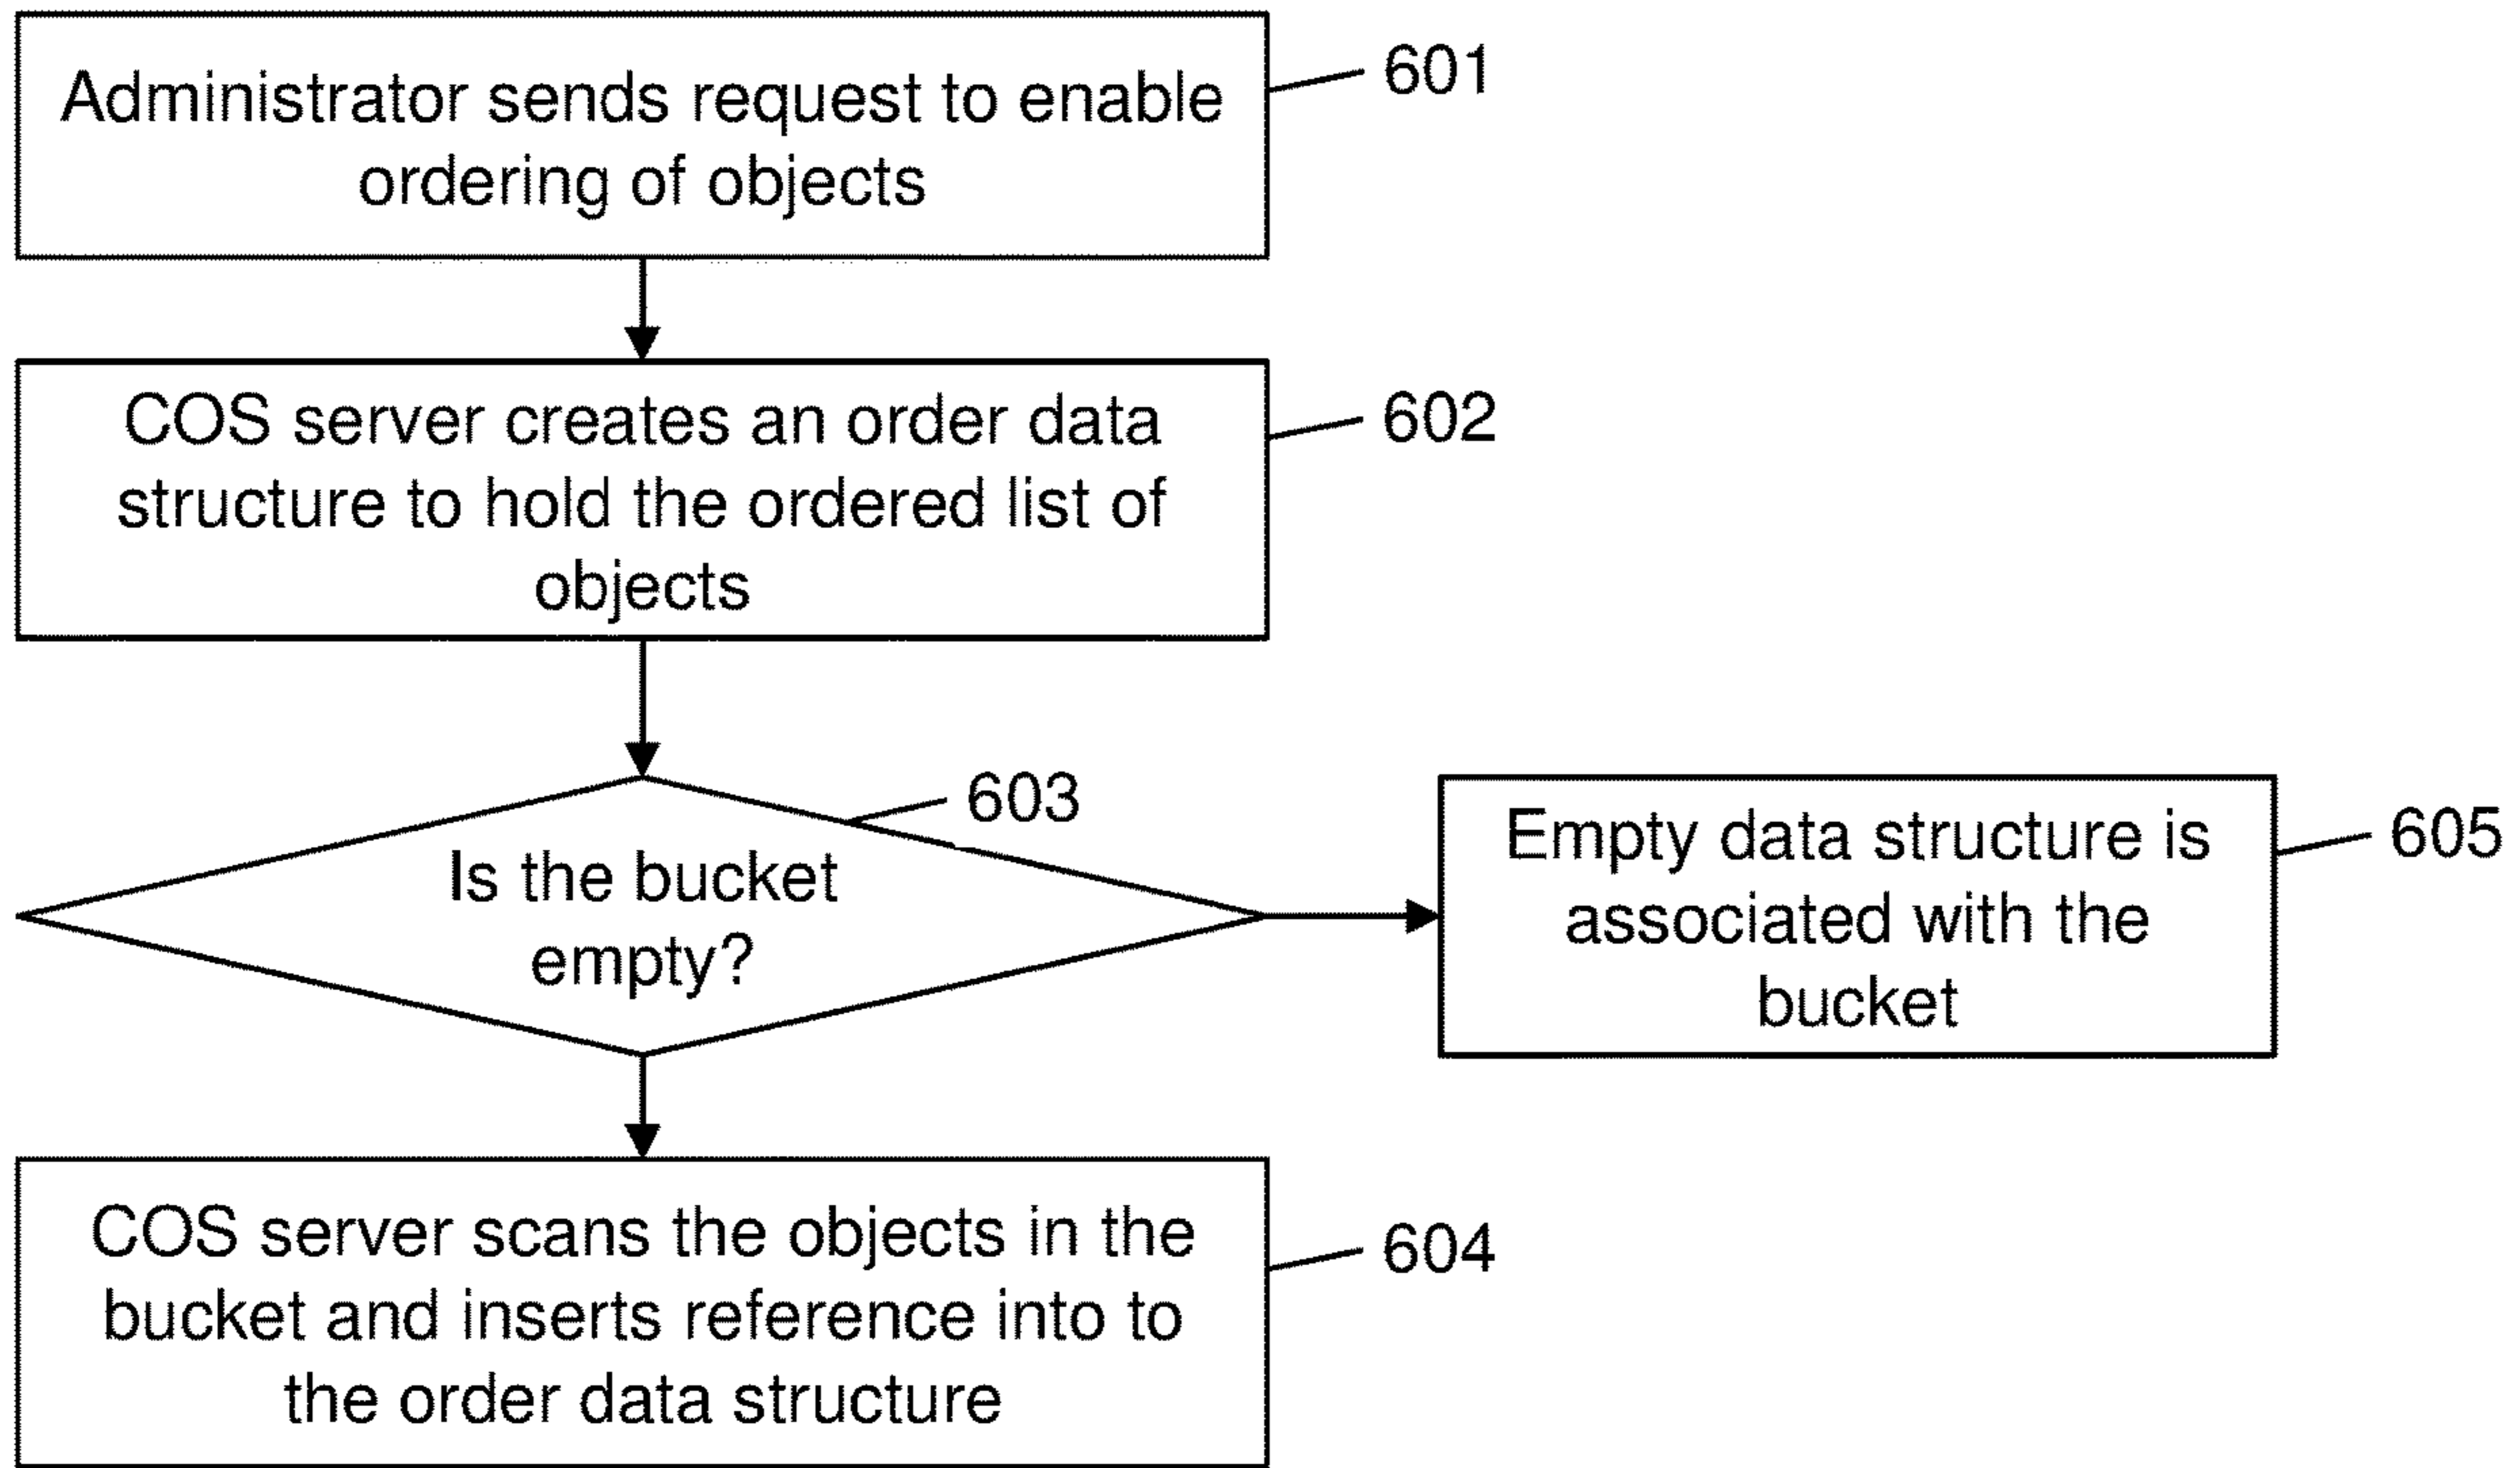 Administrator sends request to enable
ordering of objects
601
COS server creates an order data
structure to hold the ordered list of
objects
602
603
Is the bucket
empty?
Empty data structure is
associated with the
bucket
605
COS server scans the objects in the
bucket and inserts reference into to
the order data structure
604